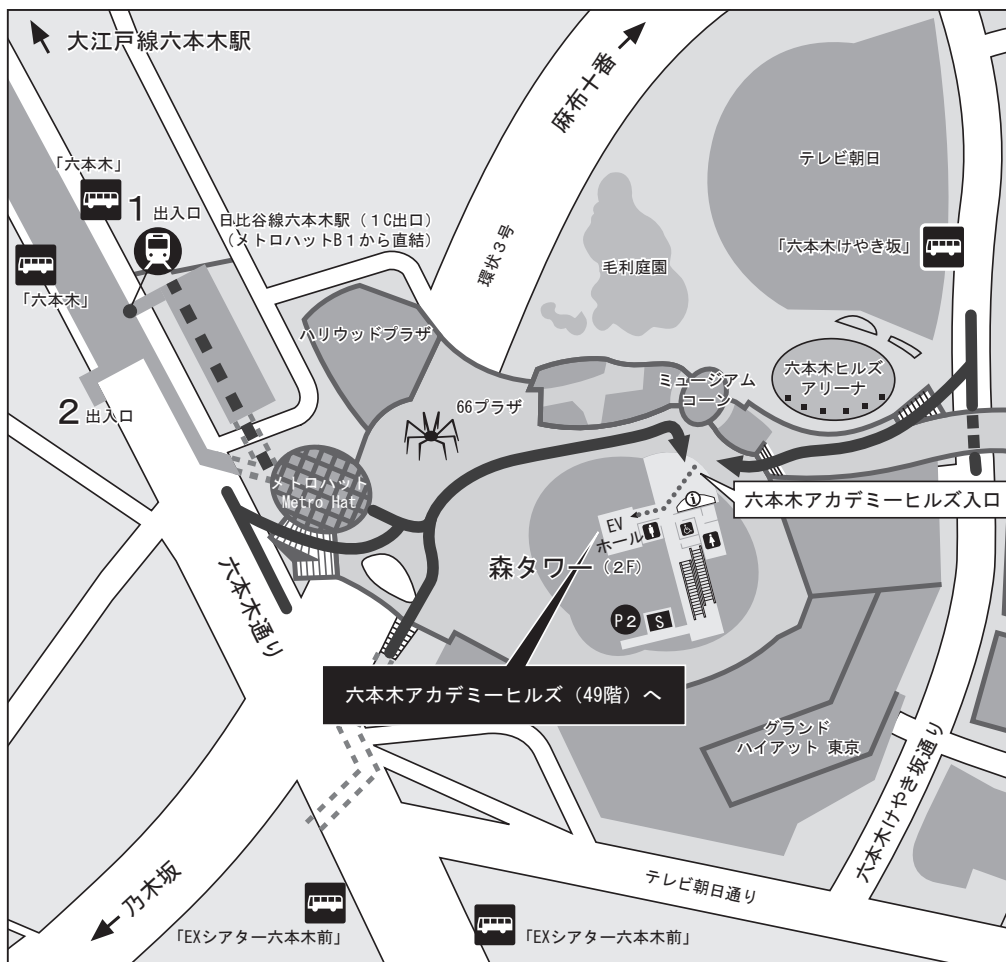 大江戸線六本木駅
麻布十番
テレビ朝日
「六本木」
1 出入口
日比谷線六本木駅（１C出口）
（メトロハットB１から直結）
「六本木けやき坂」
環状３号
毛利庭園
「六本木」
ハリウッドプラザ
ミュージアム
コーン
六本木ヒルズ
アリーナ
2 出入口
66プラザ
メトロハット
Metro Hat
六本木アカデミーヒルズ入口
i
EV
ホール
森タワー（２F）
六本木通り
P2
S
六本木アカデミーヒルズ（49階）へ
グランド
ハイアット 東京
六本木けやき坂通り
テレビ朝日通り
乃木坂
「EXシアター六本木前」
「EXシアター六本木前」